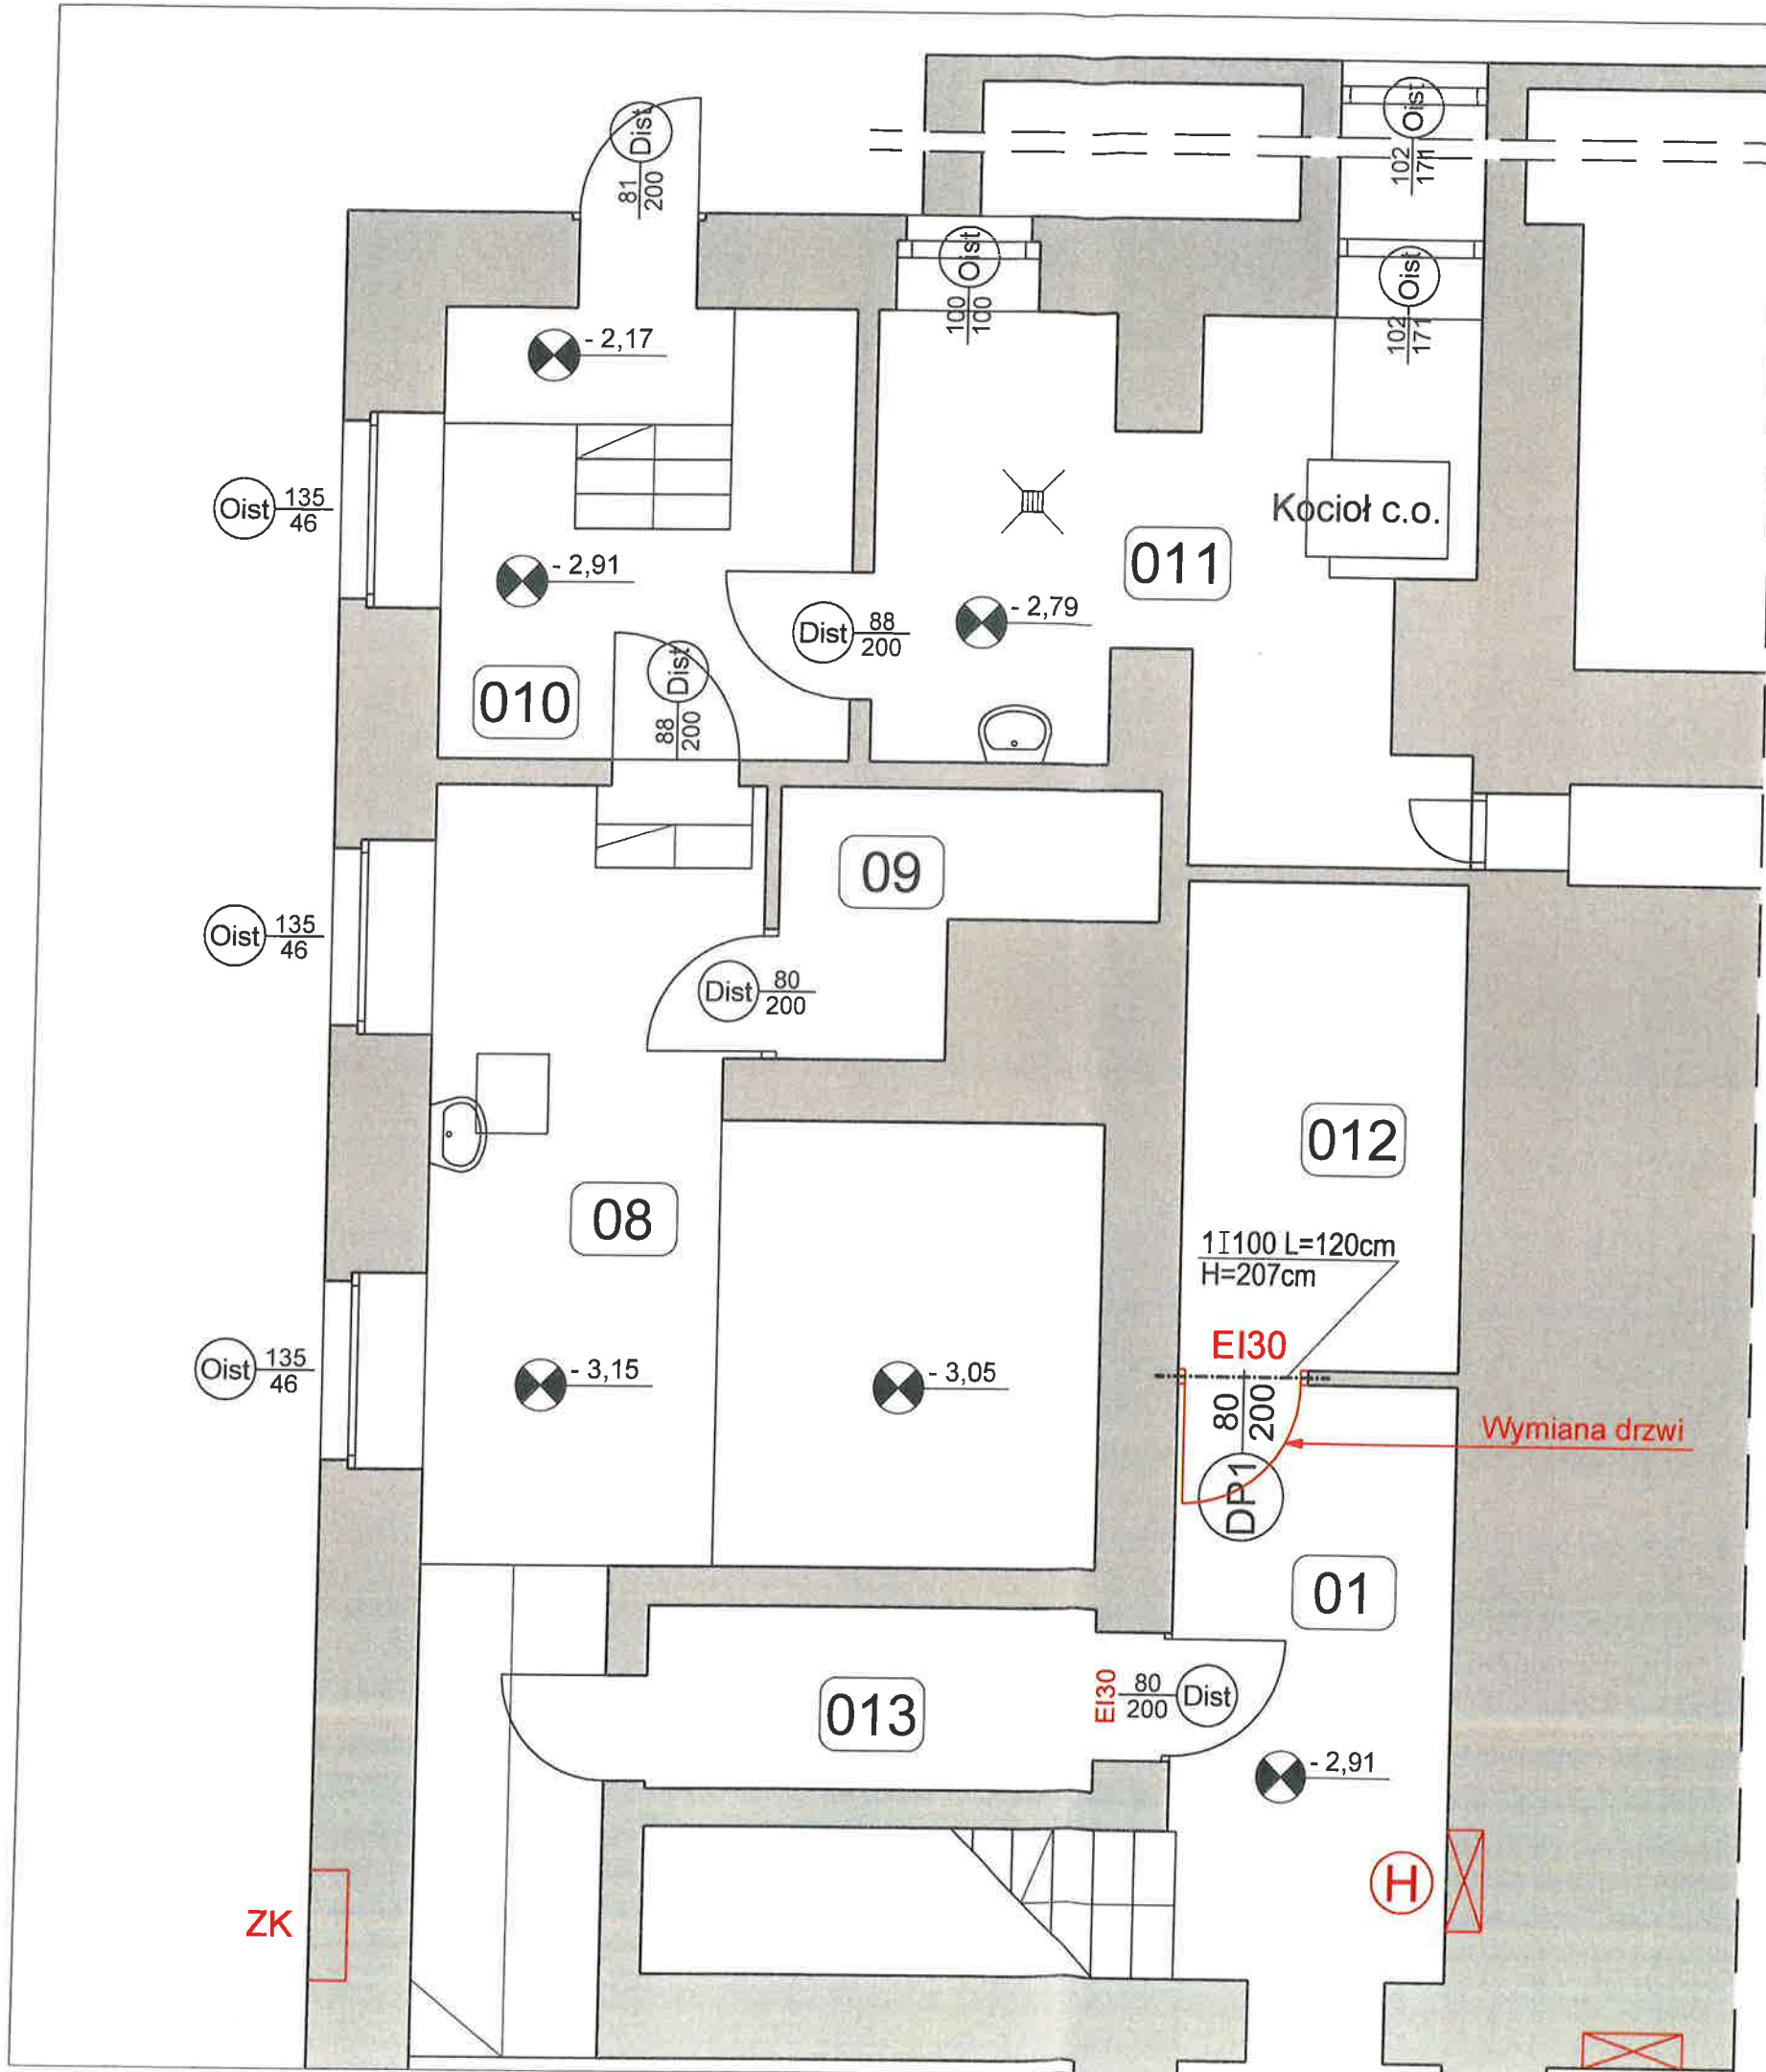 Oist
102
171
Dist
81
200
Oist
100
100
Oist
102
171
- 2,17
Oist 135
46
Kocioł c.o.
- 2,91
011
- 2,79
Dist 88
200
Dist
88
200
010
09
Oist 135
46
Dist 80
200
012
08
1I100 L=120cm
H=207cm
EI30
Oist 135
46
- 3,15
- 3,05
80
200
Wymiana drzwi
DP1
01
EI30 80
200 Dist
013
- 2,91
H
ZK